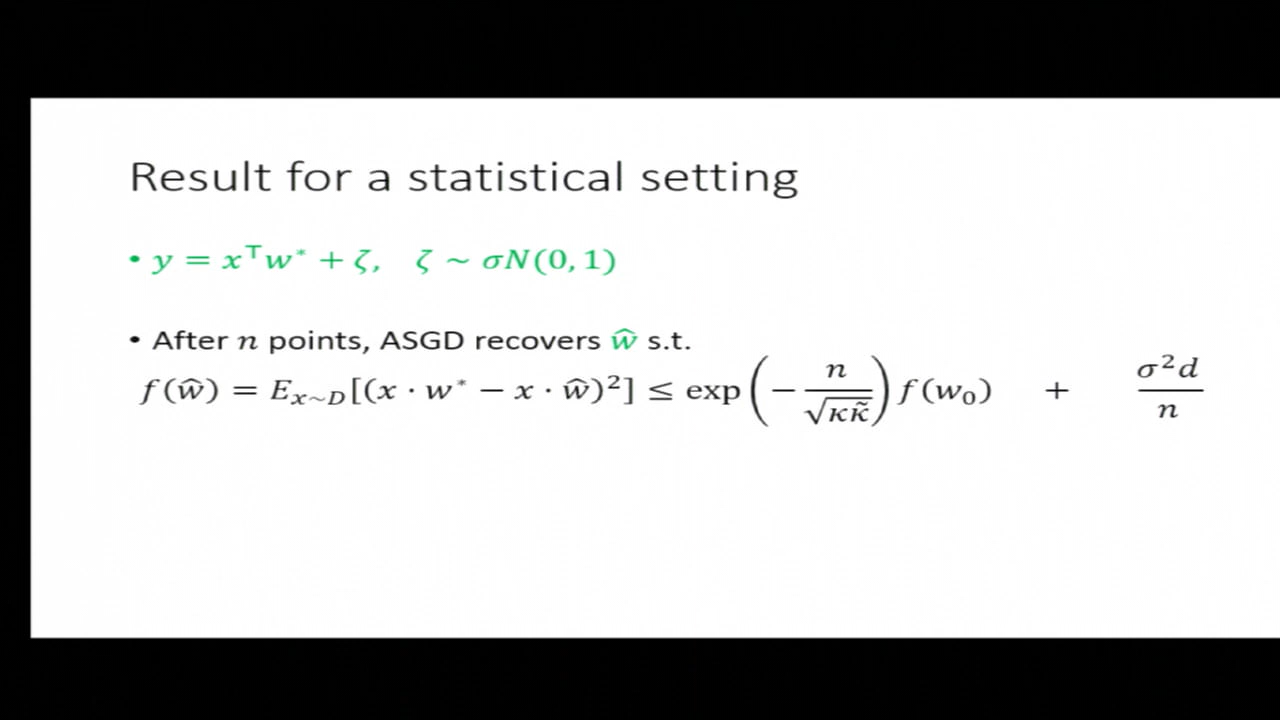 Result for a statistical setting
• y = xᵀw* + ζ, ζ ~ σN(0, 1)
• After n points, ASGD recovers ŵ s.t.
f(ŵ) = E_{x~D}[(x · w* − x · ŵ)²] ≤ exp(− n/√(κκ̃)) f(w₀) + σ²d/n